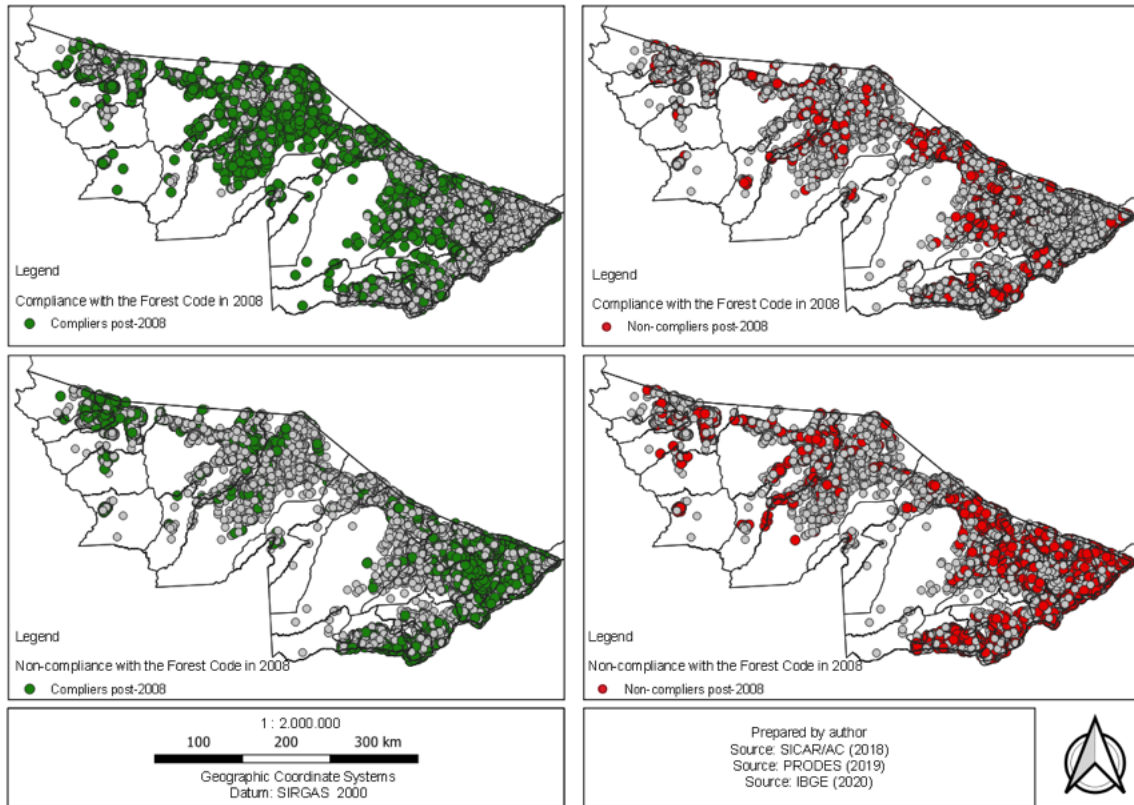 Legend
Compliance with the Forest Code in 2008
Compliers post-2008
Legend
Compliance with the Forest Code in 2008
Non-compliers post-2008
Legend
Non-compliance with the Forest Code in 2008
Compliers post-2008
Legend
Non-compliance with the Forest Code in 2008
Non-compliers post-2008
1 : 2.000.000
100 200 300 km
Geographic Coordinate Systems
Datum: SIRGAS 2000
Prepared by author
Source: SICAR/AC (2018)
Source: PRODES (2019)
Source: IBGE (2020)